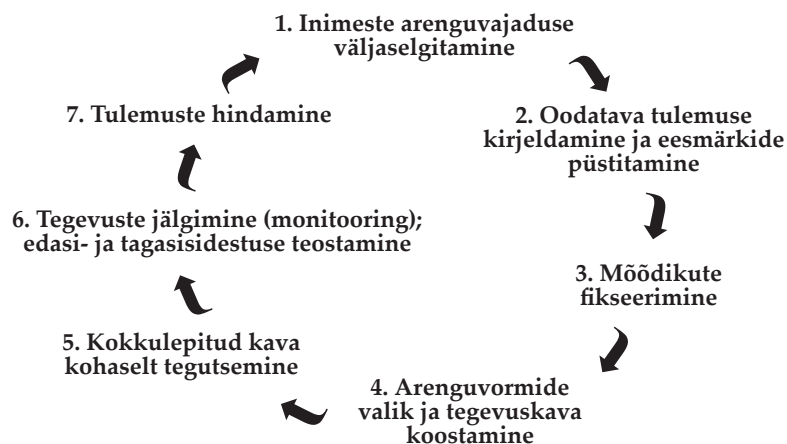 1. Inimeste arenguvajaduse
väljaselgitamine
2. Oodatava tulemuse
kirjeldamine ja eesmärkide
püstitamine
3. Mõõdikute
fikseerimine
4. Arenguvormide
valik ja tegevuskava
koostamine
5. Kokkulepitud kava
kohaselt tegutsemine
6. Tegevuste jälgimine (monitooring);
edasi- ja tagasisidestuse teostamine
7. Tulemuste hindamine